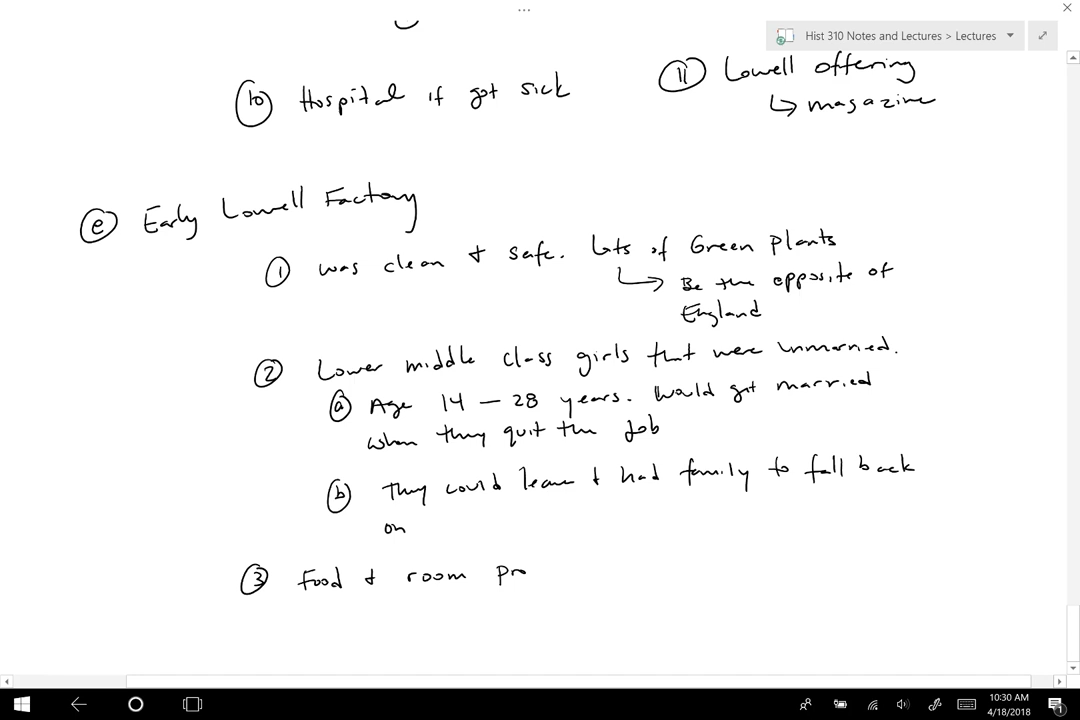 Hist 310 Notes and Lectures > Lectures
(10) Hospital if got sick
(11) Lowell offering
↳ magazine
(e) Early Lowell Factory
(1) was clean + safe. Lots of Green Plants
↳ Be the opposite of
England
(2) Lower middle class girls that were unmarried.
(a) Age 14 – 28 years. Would get married
when they quit the job
(b) They could leave + had family to fall back
on
(3) Food + room pr
10:30 AM
4/18/2018
1